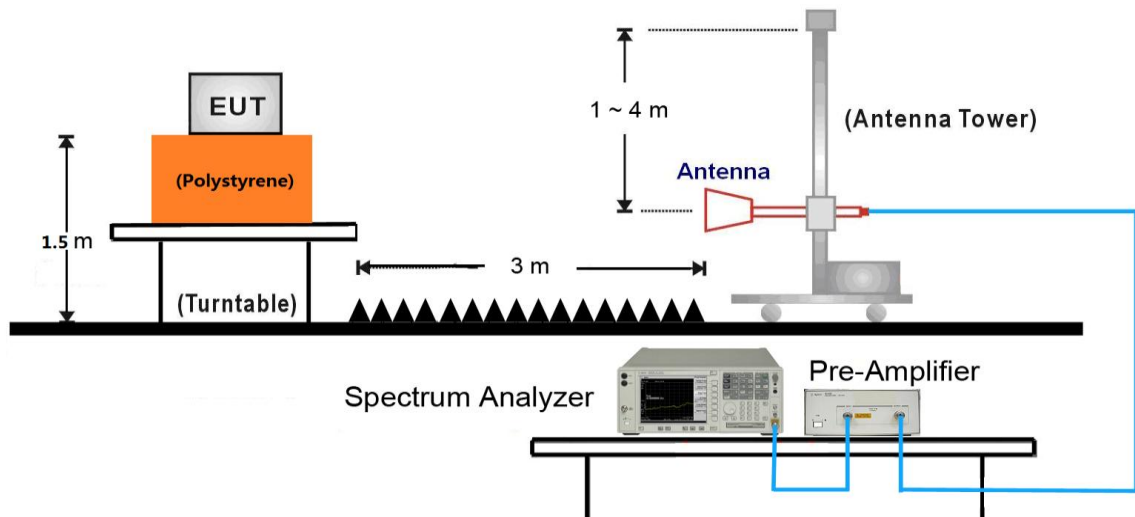 EUT
(Polystyrene)
1.5 m
(Turntable)
3 m
1 ~ 4 m
(Antenna Tower)
Antenna
Spectrum Analyzer
Pre-Amplifier